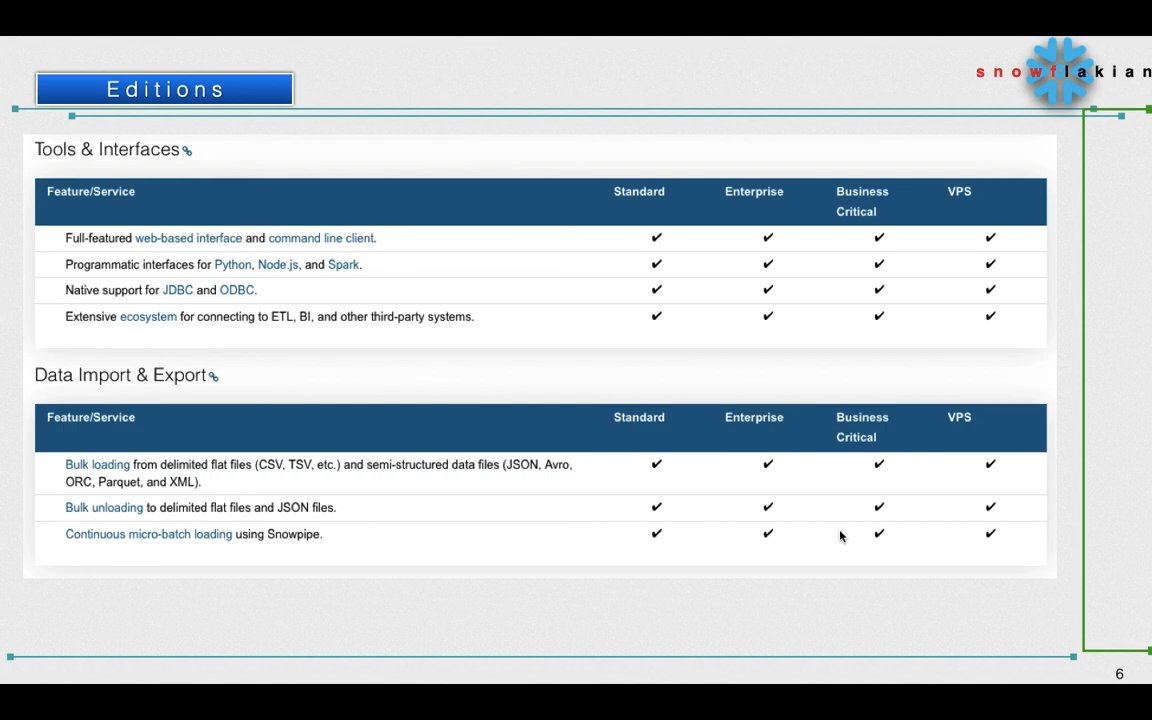 Editions
snowflakian
Tools & Interfaces
Feature/Service Standard Enterprise Business Critical VPS
Full-featured web-based interface and command line client. ✔ ✔ ✔ ✔
Programmatic interfaces for Python, Node.js, and Spark. ✔ ✔ ✔ ✔
Native support for JDBC and ODBC. ✔ ✔ ✔ ✔
Extensive ecosystem for connecting to ETL, BI, and other third-party systems. ✔ ✔ ✔ ✔
Data Import & Export
Feature/Service Standard Enterprise Business Critical VPS
Bulk loading from delimited flat files (CSV, TSV, etc.) and semi-structured data files (JSON, Avro, ✔ ✔ ✔ ✔
ORC, Parquet, and XML).
Bulk unloading to delimited flat files and JSON files. ✔ ✔ ✔ ✔
Continuous micro-batch loading using Snowpipe. ✔ ✔ ✔ ✔
6